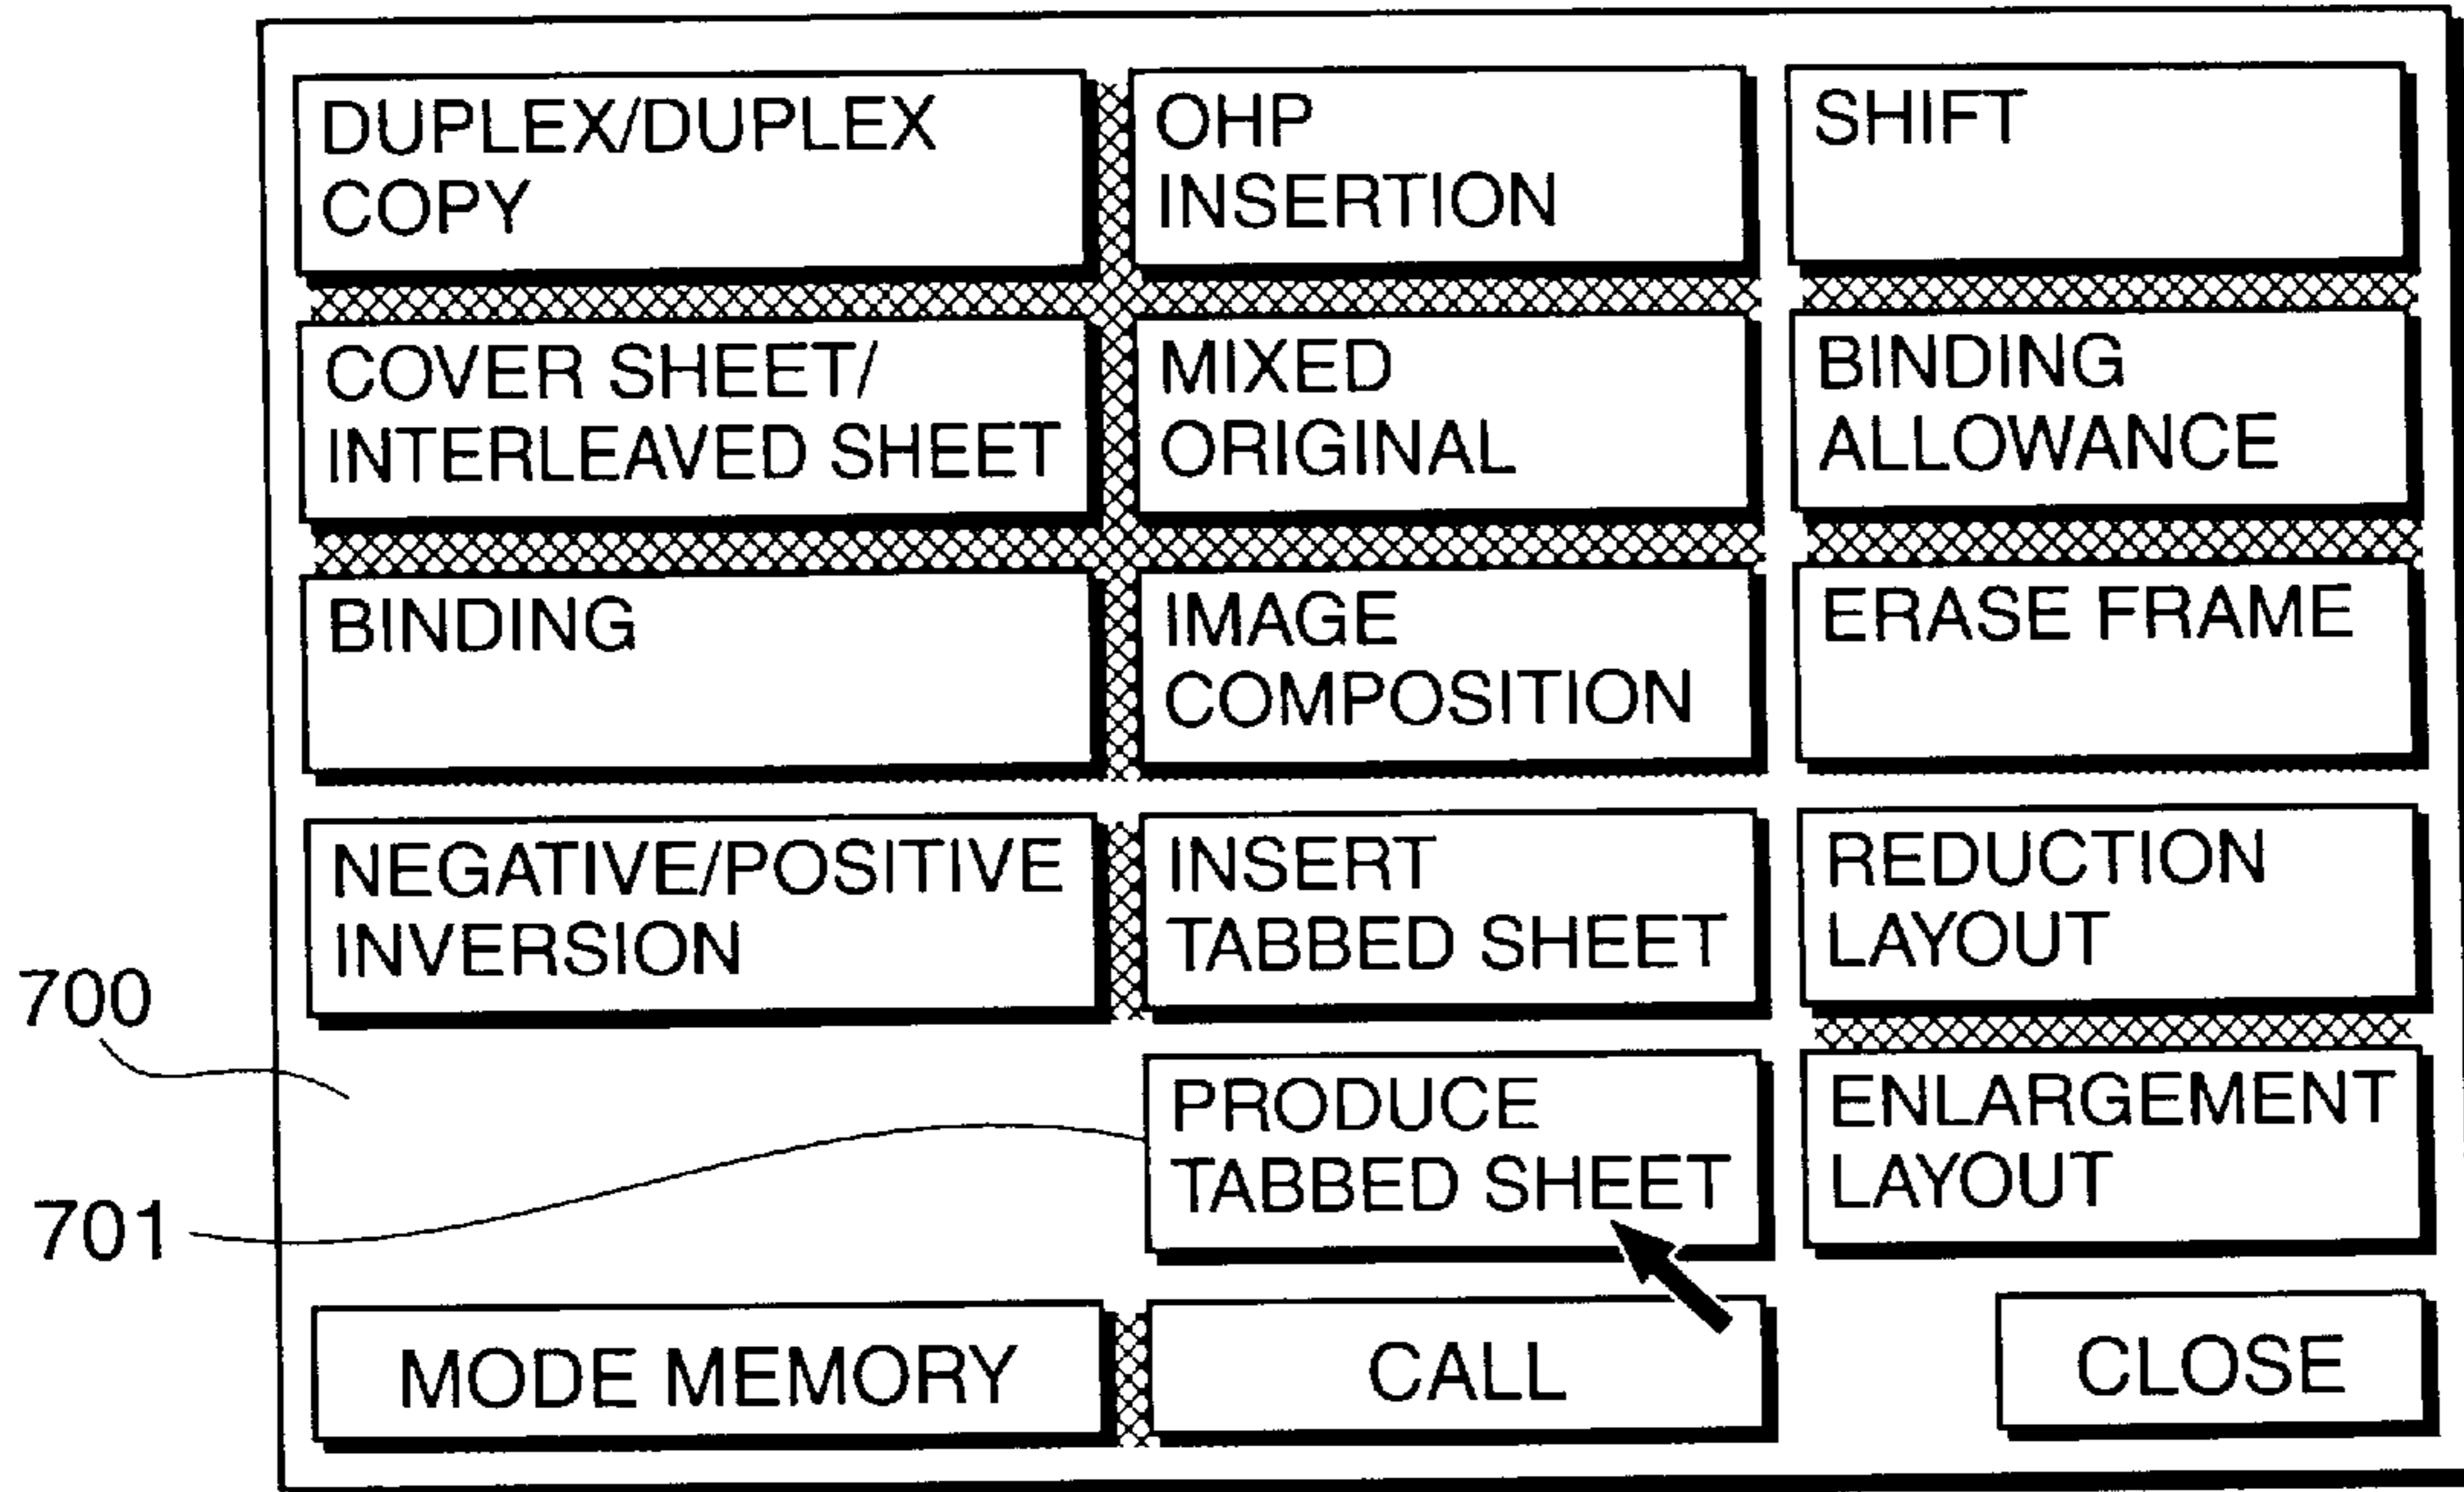 DUPLEX/DUPLEX
COPY
OHP
INSERTION
SHIFT
COVER SHEET/
INTERLEAVED SHEET
MIXED
ORIGINAL
BINDING
ALLOWANCE
BINDING
IMAGE
COMPOSITION
ERASE FRAME
NEGATIVE/POSITIVE
INVERSION
INSERT
TABBED SHEET
REDUCTION
LAYOUT
700
PRODUCE
TABBED SHEET
ENLARGEMENT
LAYOUT
701
MODE MEMORY
CALL
CLOSE